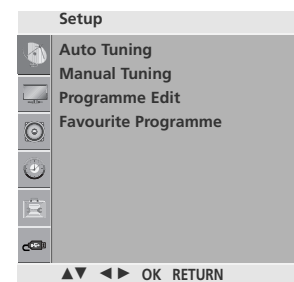 Setup
Auto Tuning
Manual Tuning
Programme Edit
Favourite Programme
▲▼ ◄► OK RETURN